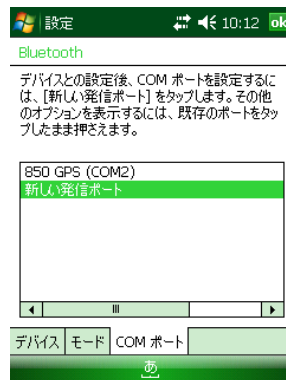 設定 10:12 ok
Bluetooth
デバイスとの設定後、COM ポートを設定するに
は、[新しい発信ポート] をタップします。その他
のオプションを表示するには、既存のポートをタッ
プしたまま押さえます。
850 GPS (COM2)
新しい発信ポート
デバイス モード COM ポート
あ